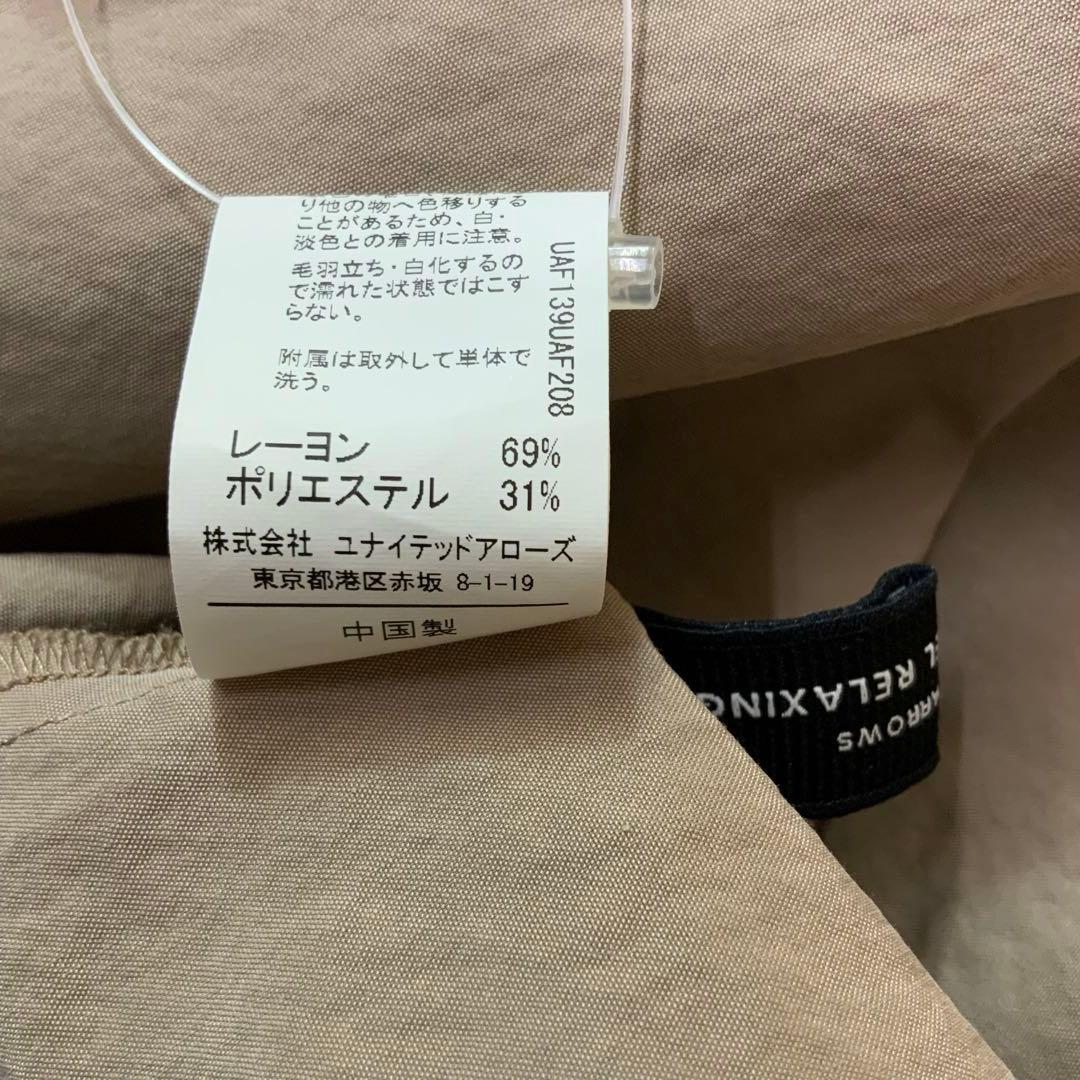 り他の物へ色移りする
ことがあるため、白・
淡色との着用に注意。
毛羽立ち・白化するの
で濡れた状態ではこす
らない。
附属は取外して単体で
洗う。
UAF139UAF208
レーヨン 69%
ポリエステル 31%
株式会社 ユナイテッドアローズ
東京都港区赤坂 8-1-19
中国製
ARROWS
L RELAXING